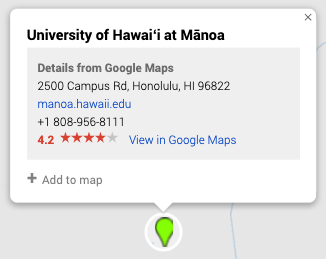 University of Hawaiʻi at Mānoa
Details from Google Maps
2500 Campus Rd, Honolulu, HI 96822
manoa.hawaii.edu
+1 808-956-8111
4.2 View in Google Maps
Add to map